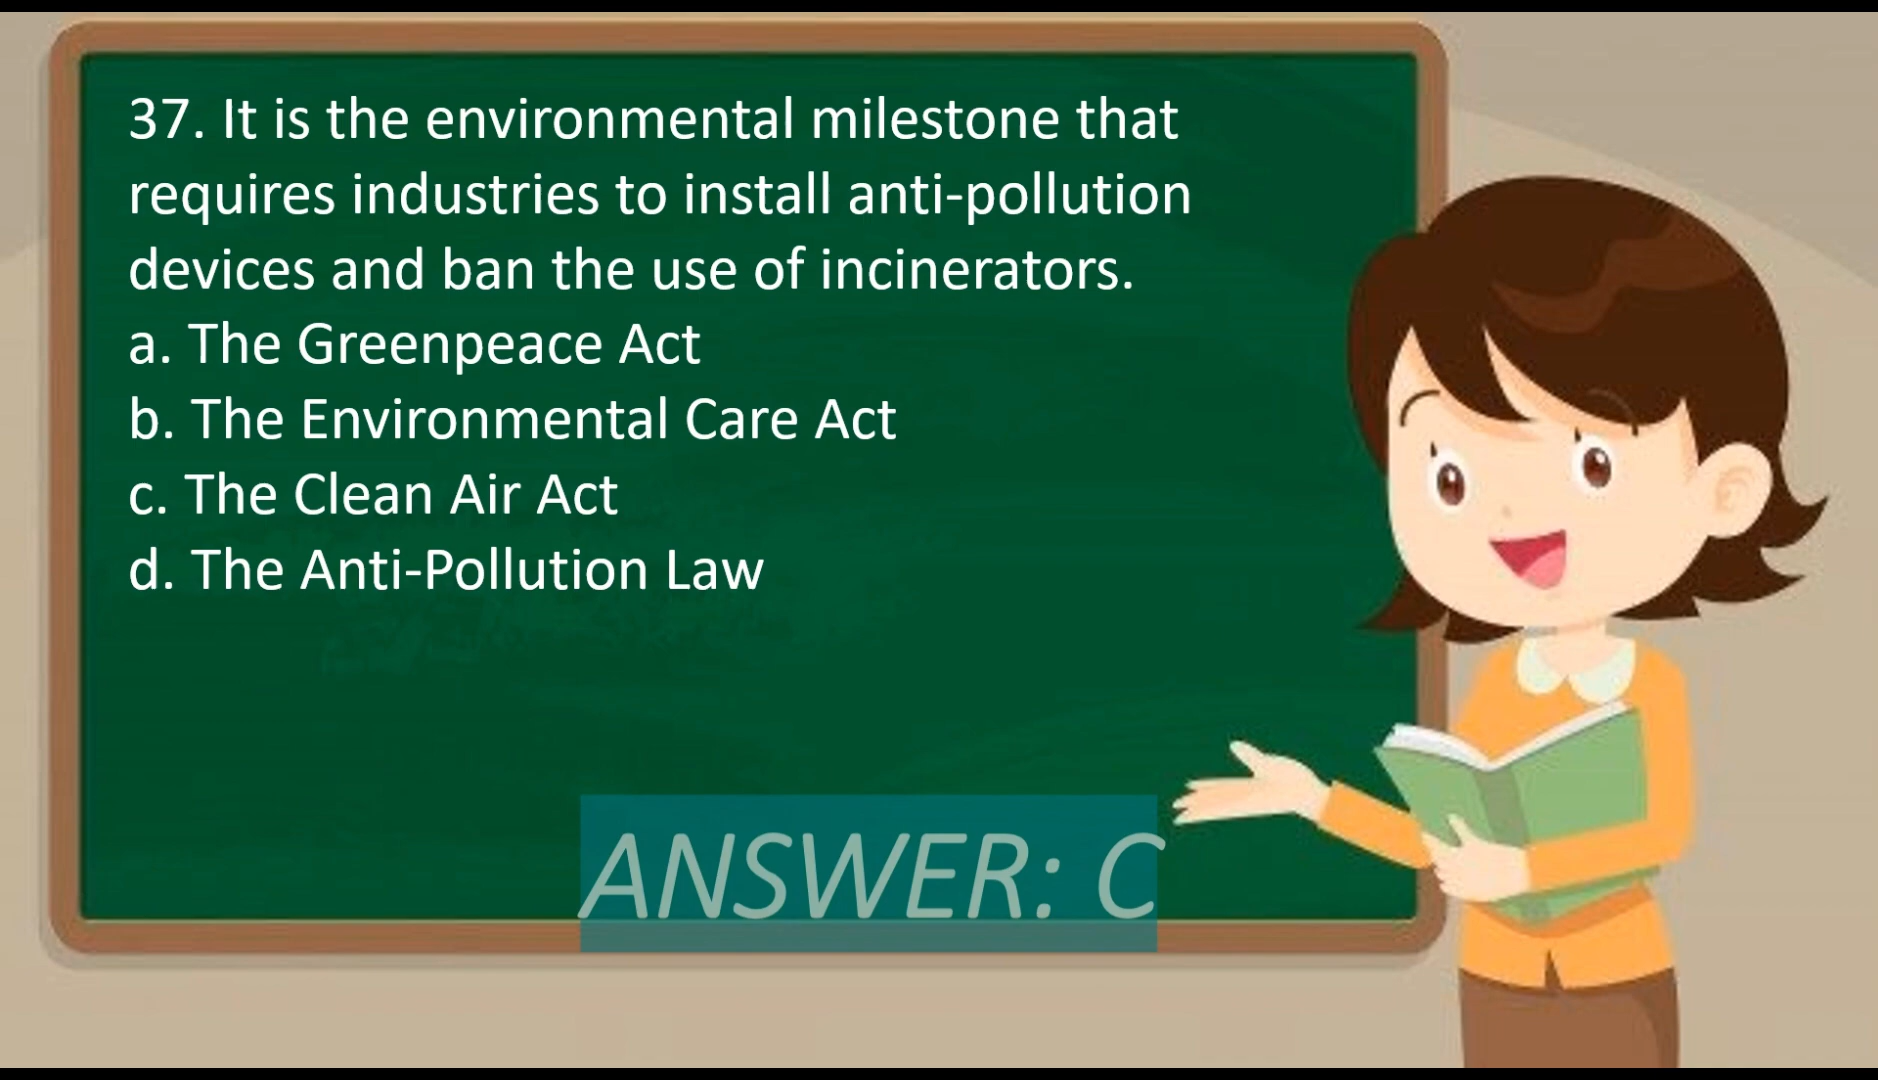 37. It is the environmental milestone that
requires industries to install anti-pollution
devices and ban the use of incinerators.
a. The Greenpeace Act
b. The Environmental Care Act
c. The Clean Air Act
d. The Anti-Pollution Law
ANSWER: C